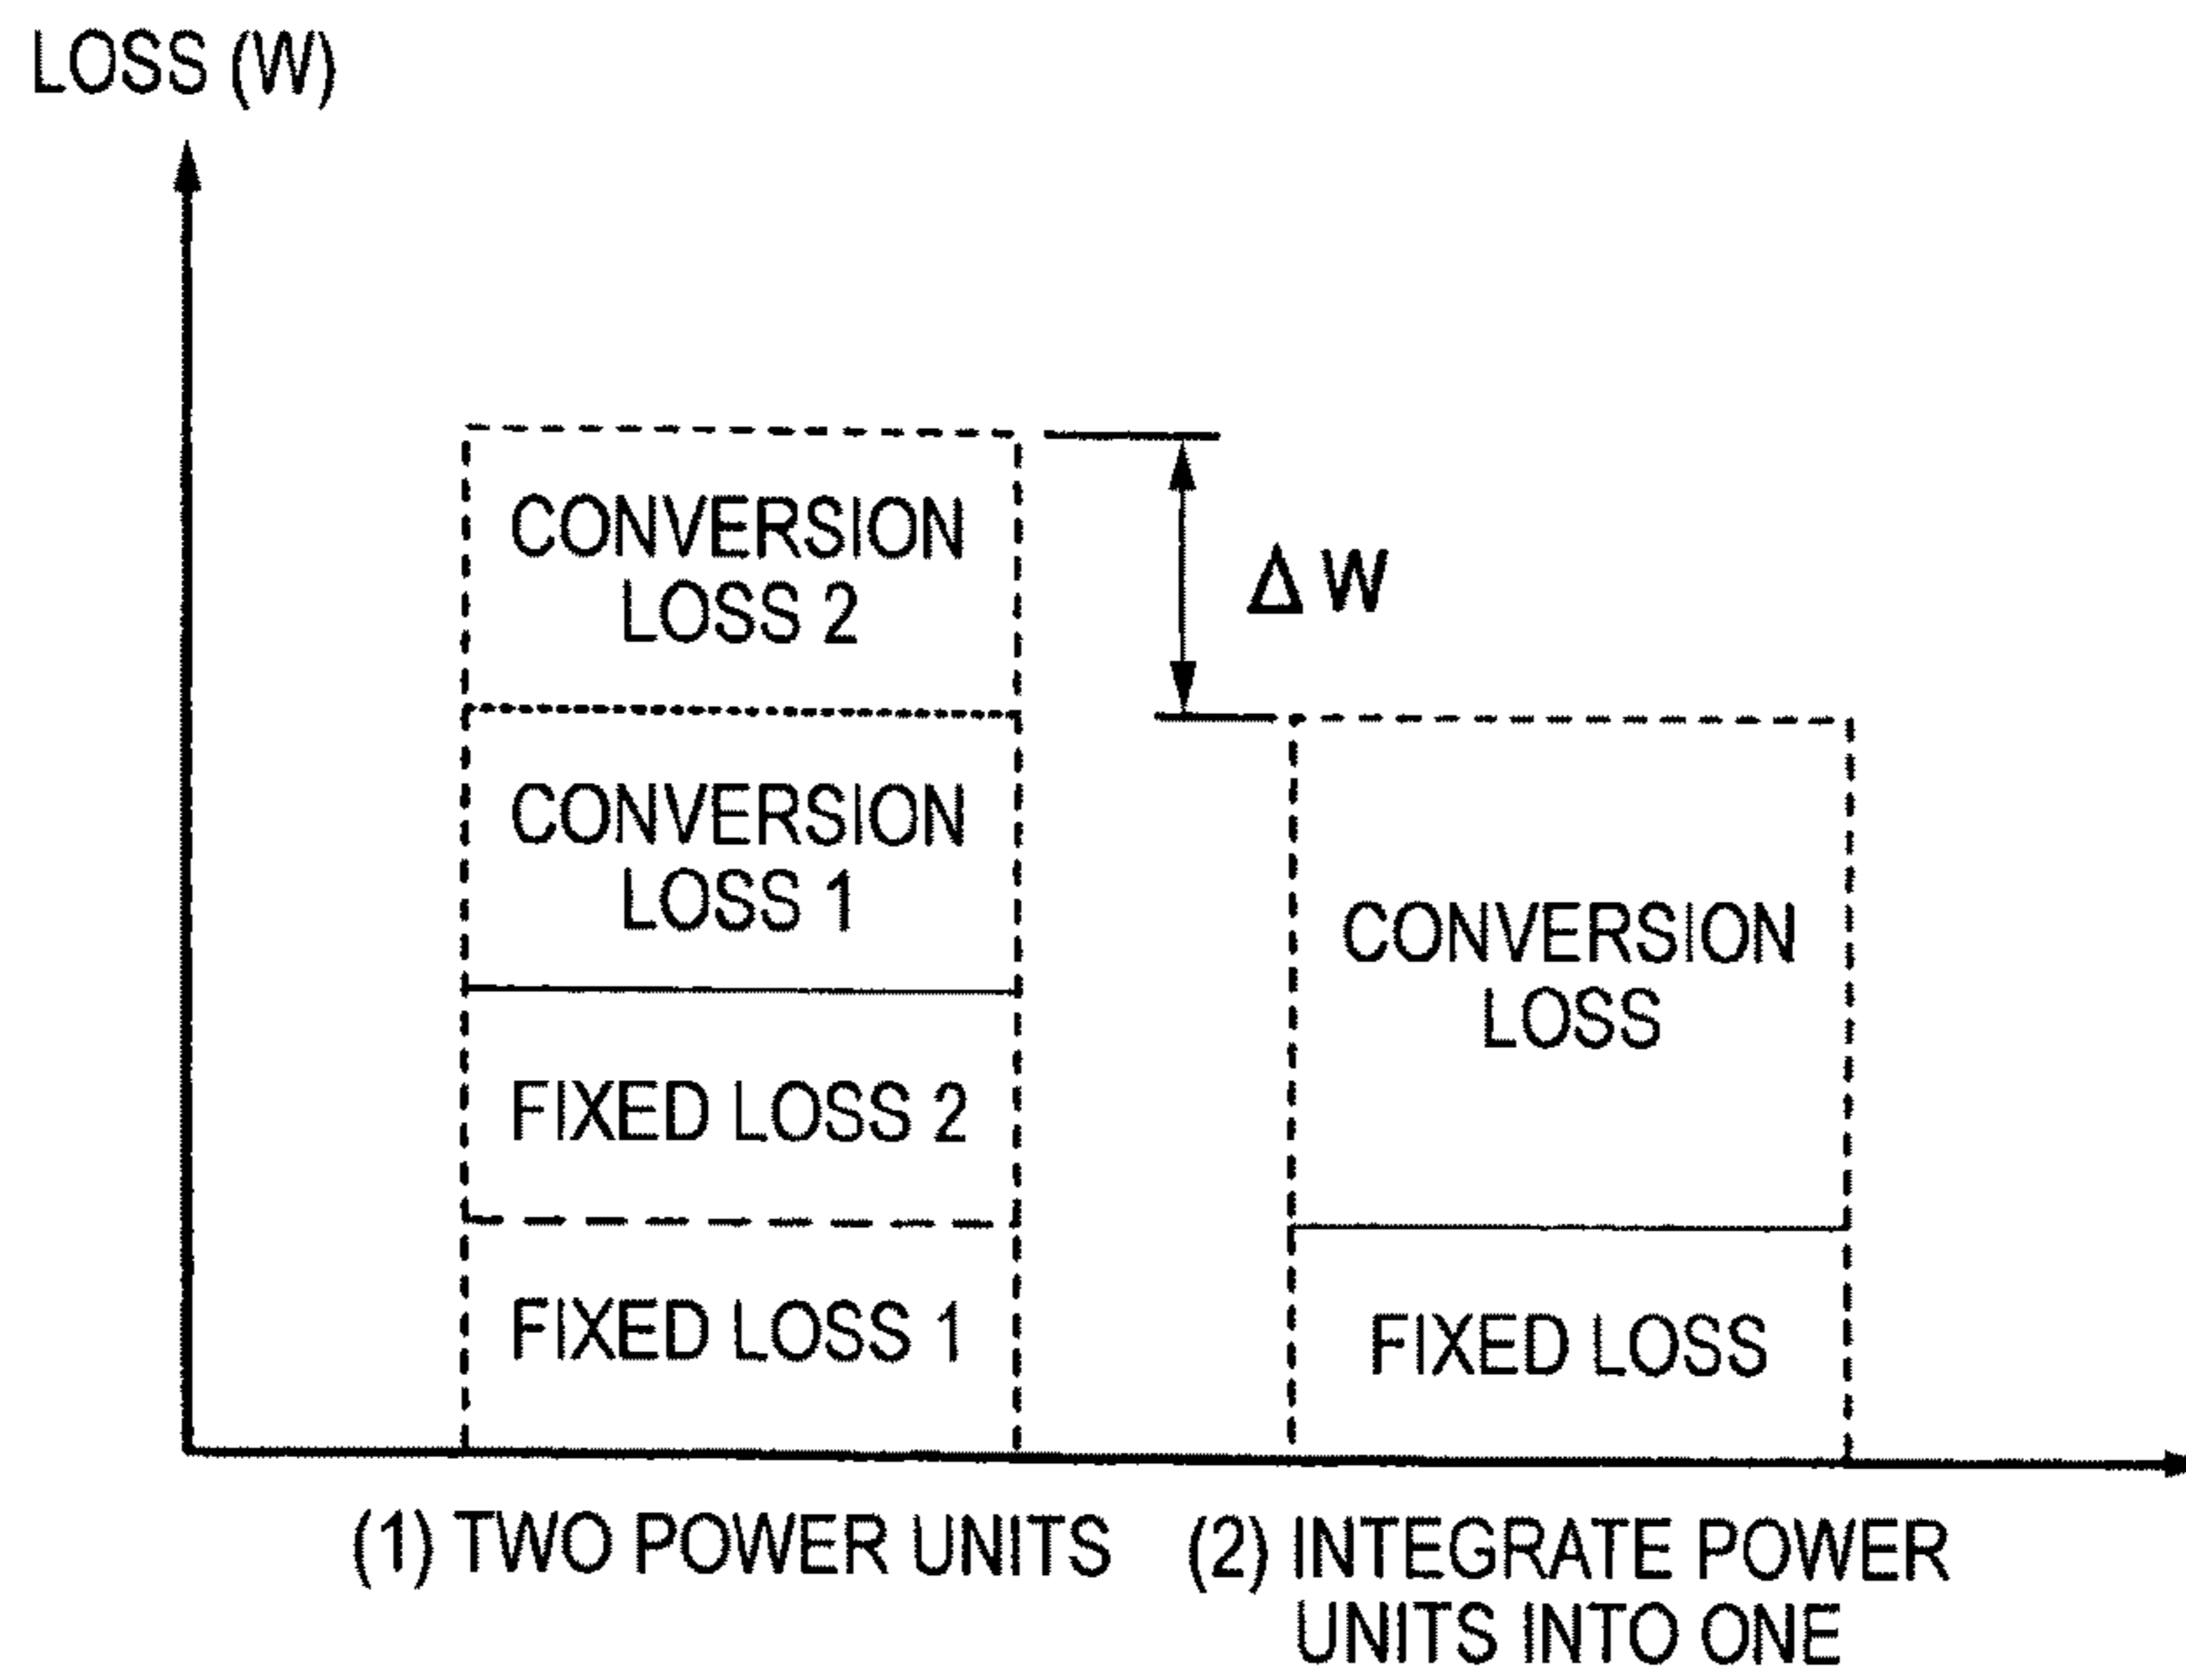 LOSS (W)
CONVERSION
LOSS 2
Δ W
CONVERSION
LOSS 1
CONVERSION
LOSS
FIXED LOSS 2
FIXED LOSS 1
FIXED LOSS
(1) TWO POWER UNITS
(2) INTEGRATE POWER
UNITS INTO ONE